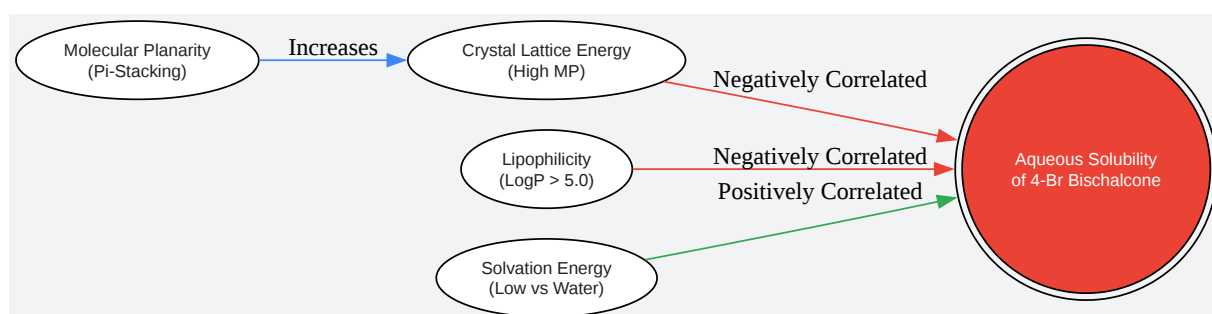 Molecular Planarity
(Pi-Stacking)
Increases
Crystal Lattice Energy
(High MP)
Negatively Correlated
Lipophilicity
(LogP > 5.0)
Negatively Correlated
Aqueous Solubility
of 4-Br Bischalcone
Positively Correlated
Solvation Energy
(Low vs Water)